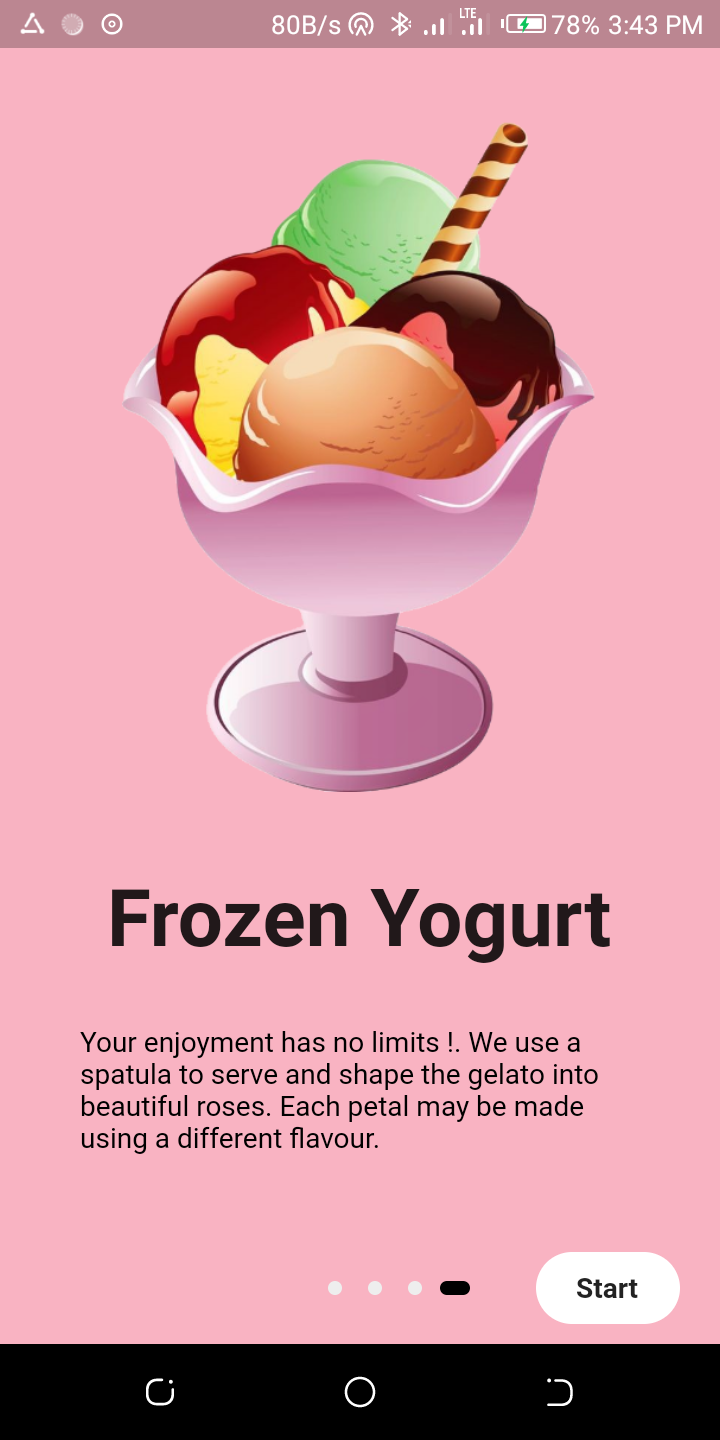 80B/s LTE 78% 3:43 PM
Frozen Yogurt
Your enjoyment has no limits !. We use a
spatula to serve and shape the gelato into
beautiful roses. Each petal may be made
using a different flavour.
Start